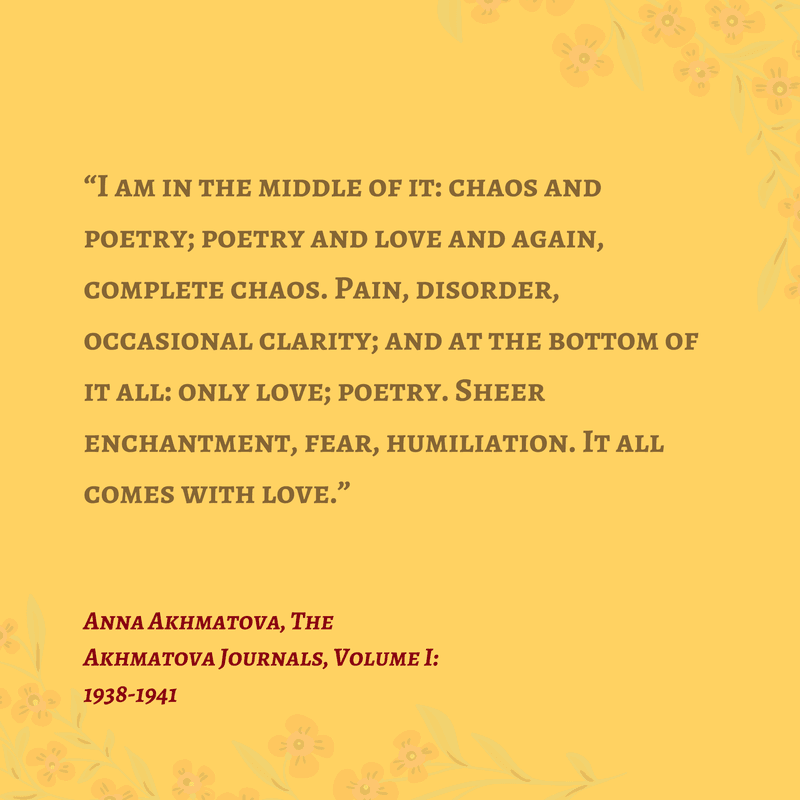 “I am in the middle of it: chaos and
poetry; poetry and love and again,
complete chaos. Pain, disorder,
occasional clarity; and at the bottom of
it all: only love; poetry. Sheer
enchantment, fear, humiliation. It all
comes with love.”
Anna Akhmatova, The
Akhmatova Journals, Volume I:
1938-1941